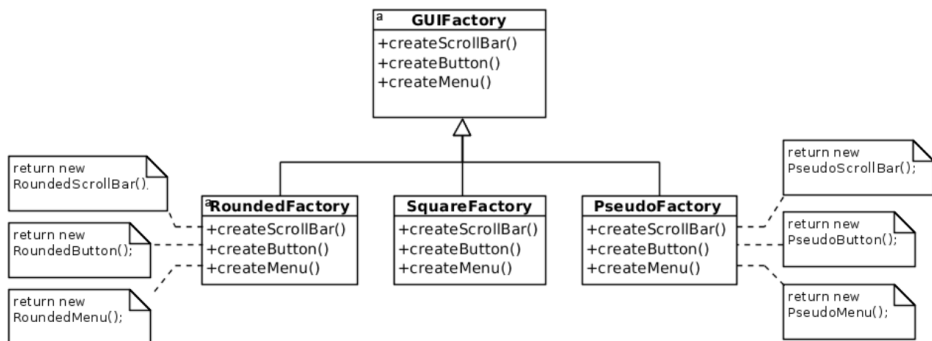 a
GUIFactory
+createScrollBar()
+createButton()
+createMenu()
return new
RoundedScrollBar().
return new
RoundedButton();
return new
RoundedMenu();
a
RoundedFactory
+createScrollBar()
+createButton()
+createMenu()
SquareFactory
+createScrollBar()
+createButton()
+createMenu()
PseudoFactory
+createScrollBar()
+createButton()
+createMenu()
return new
PseudoScrollBar();
return new
PseudoButton();
return new
PseudoMenu();